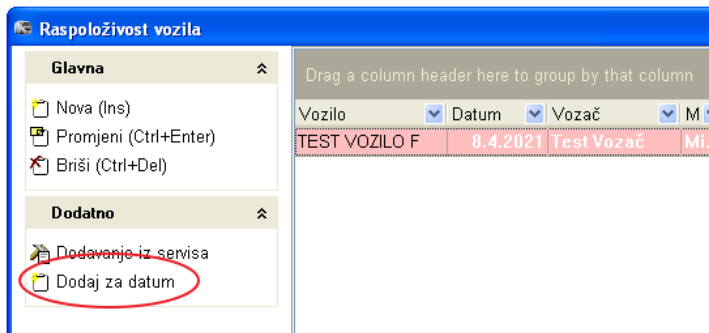 Raspoloživost vozila
Glavna
Nova (Ins)
Promjeni (Ctrl+Enter)
Briši (Ctrl+Del)
Dodatno
Dodavanje iz servisa
Dodaj za datum
Drag a column header here to group by that column
Vozilo Datum Vozač M
TEST VOZILO F 8.4.2021 Test Vozač Mi.